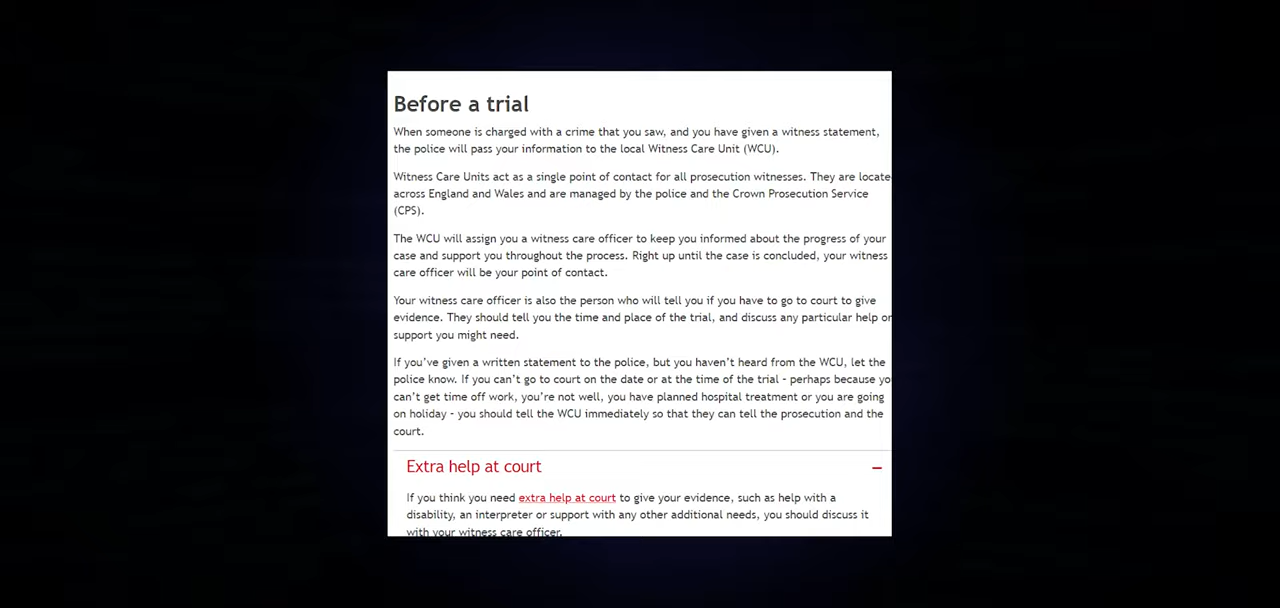 Before a trial
When someone is charged with a crime that you saw, and you have given a witness statement,
the police will pass your information to the local Witness Care Unit (WCU).
Witness Care Units act as a single point of contact for all prosecution witnesses. They are locate
across England and Wales and are managed by the police and the Crown Prosecution Service
(CPS).
The WCU will assign you a witness care officer to keep you informed about the progress of your
case and support you throughout the process. Right up until the case is concluded, your witness
care officer will be your point of contact.
Your witness care officer is also the person who will tell you if you have to go to court to give
evidence. They should tell you the time and place of the trial, and discuss any particular help or
support you might need.
If you’ve given a written statement to the police, but you haven’t heard from the WCU, let the
police know. If you can’t go to court on the date or at the time of the trial – perhaps because yo
can’t get time off work, you’re not well, you have planned hospital treatment or you are going
on holiday – you should tell the WCU immediately so that they can tell the prosecution and the
court.
Extra help at court –
If you think you need extra help at court to give your evidence, such as help with a
disability, an interpreter or support with any other additional needs, you should discuss it
with your witness care officer.